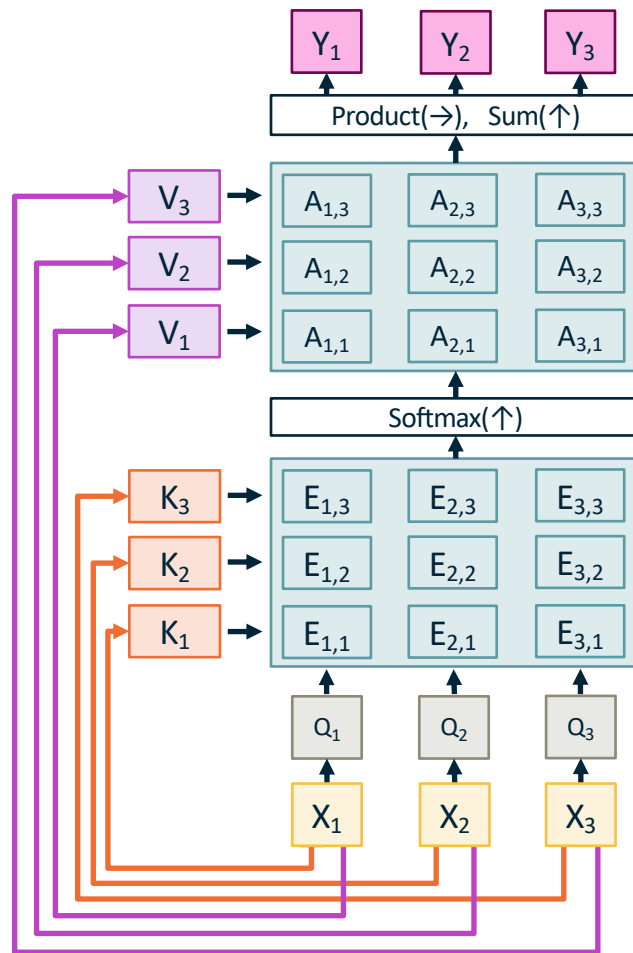 Y₁ Y₂ Y₃
Product(→), Sum(↑)
V₃ A₁,₃ A₂,₃ A₃,₃
V₂ A₁,₂ A₂,₂ A₃,₂
V₁ A₁,₁ A₂,₁ A₃,₁
Softmax(↑)
K₃ E₁,₃ E₂,₃ E₃,₃
K₂ E₁,₂ E₂,₂ E₃,₂
K₁ E₁,₁ E₂,₁ E₃,₁
Q₁ Q₂ Q₃
X₁ X₂ X₃